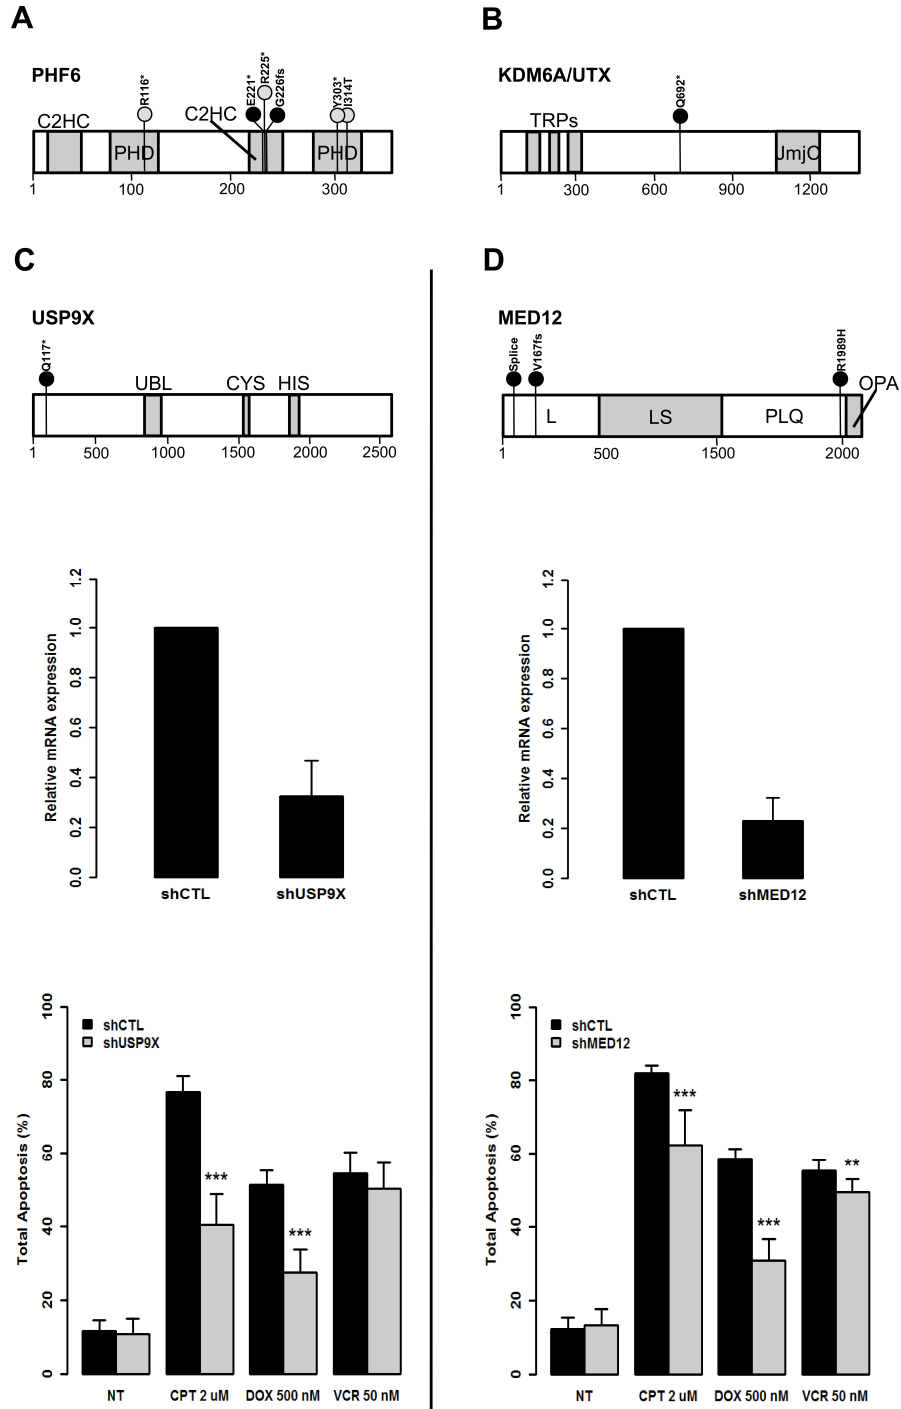 A
PHF6
R116*
E221*
R225*
G226fs
Y303*
I314T
C2HC
PHD
C2HC
PHD
1 100 200 300
B
KDM6A/UTX
Q692*
TRPs
JmjC
1 300 600 900 1200
C
USP9X
Q117*
UBL CYS HIS
1 500 1000 1500 2000 2500
D
MED12
Splice
V167fs
R1989H
OPA
L LS PLQ
1 500 1500 2000
Relative mRNA expression
1.2
1.0
0.8
0.6
0.4
0.2
0.0
shCTL shUSP9X
Relative mRNA expression
1.2
1.0
0.8
0.6
0.4
0.2
0.0
shCTL shMED12
Total Apoptosis (%)
100
80
60
40
20
0
shCTL
shUSP9X
***
***
NT CPT 2 uM DOX 500 nM VCR 50 nM
Total Apoptosis (%)
100
80
60
40
20
0
shCTL
shMED12
***
***
**
NT CPT 2 uM DOX 500 nM VCR 50 nM